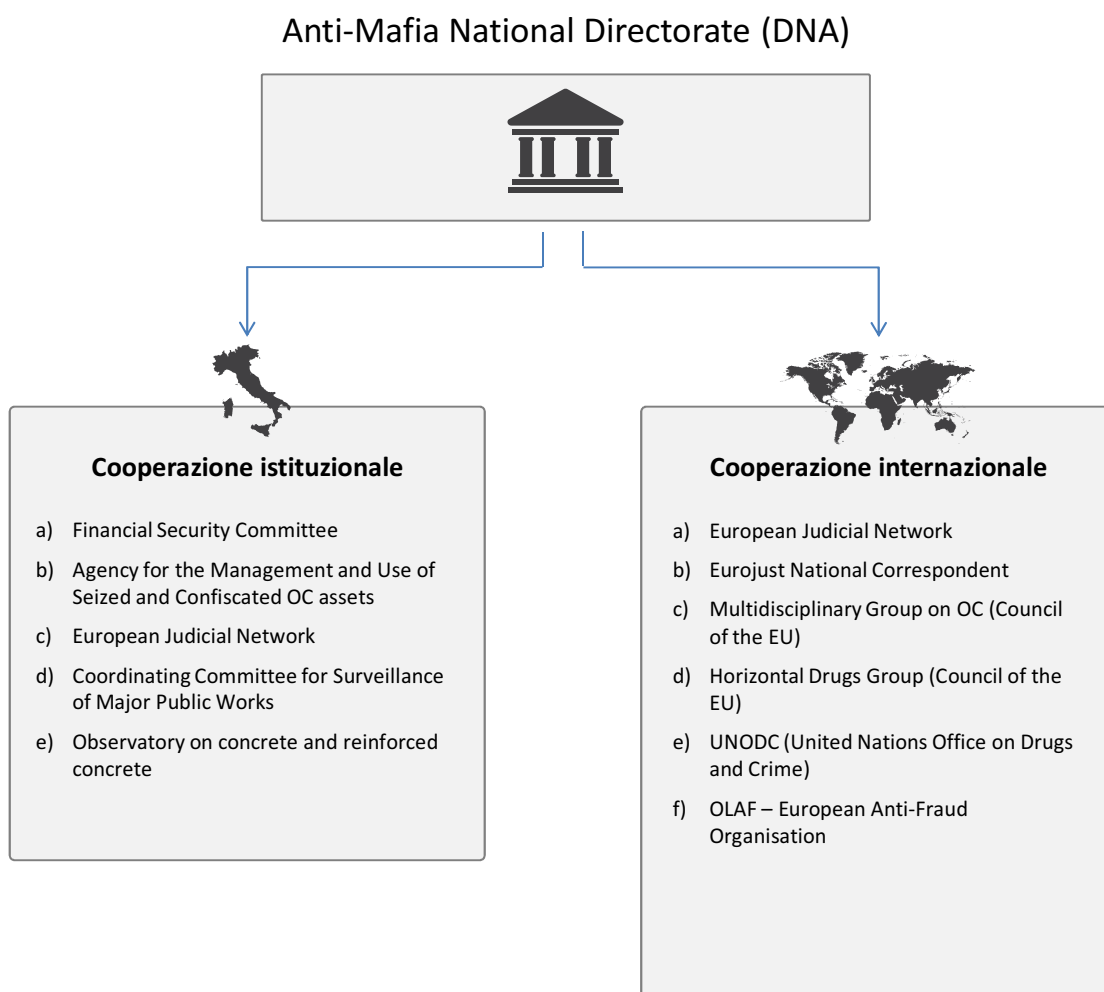 Anti-Mafia National Directorate (DNA)
Cooperazione istituzionale
a) Financial Security Committee
b) Agency for the Management and Use of
Seized and Confiscated OC assets
c) European Judicial Network
d) Coordinating Committee for Surveillance
of Major Public Works
e) Observatory on concrete and reinforced
concrete
Cooperazione internazionale
a) European Judicial Network
b) Eurojust National Correspondent
c) Multidisciplinary Group on OC (Council
of the EU)
d) Horizontal Drugs Group (Council of the
EU)
e) UNODC (United Nations Office on Drugs
and Crime)
f) OLAF – European Anti-Fraud
Organisation